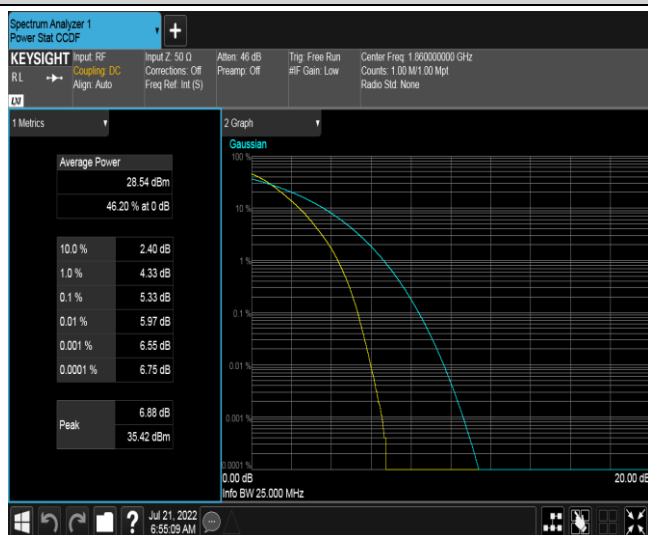 Spectrum Analyzer 1
Power Stat CCDF
+
KEYSIGHT
RL
LXI
Input: RF
Coupling: DC
Align: Auto
Input Z: 50 Ω
Corrections: Off
Freq Ref: Int (S)
Atten: 46 dB
Preamp: Off
Trig: Free Run
#IF Gain: Low
Center Freq: 1.860000000 GHz
Counts: 1.00 M/1.00 Mpt
Radio Std: None
1 Metrics
Average Power
28.54 dBm
46.20 % at 0 dB
10.0 % 2.40 dB
1.0 % 4.33 dB
0.1 % 5.33 dB
0.01 % 5.97 dB
0.001 % 6.55 dB
0.0001 % 6.75 dB
Peak
6.88 dB
35.42 dBm
2 Graph
Gaussian
100 %
10 %
1 %
0.1 %
0.01 %
0.001 %
0.0001 %
0.00 dB
20.00 dB
Info BW 25.000 MHz
?
Jul 21, 2022
6:55:09 AM